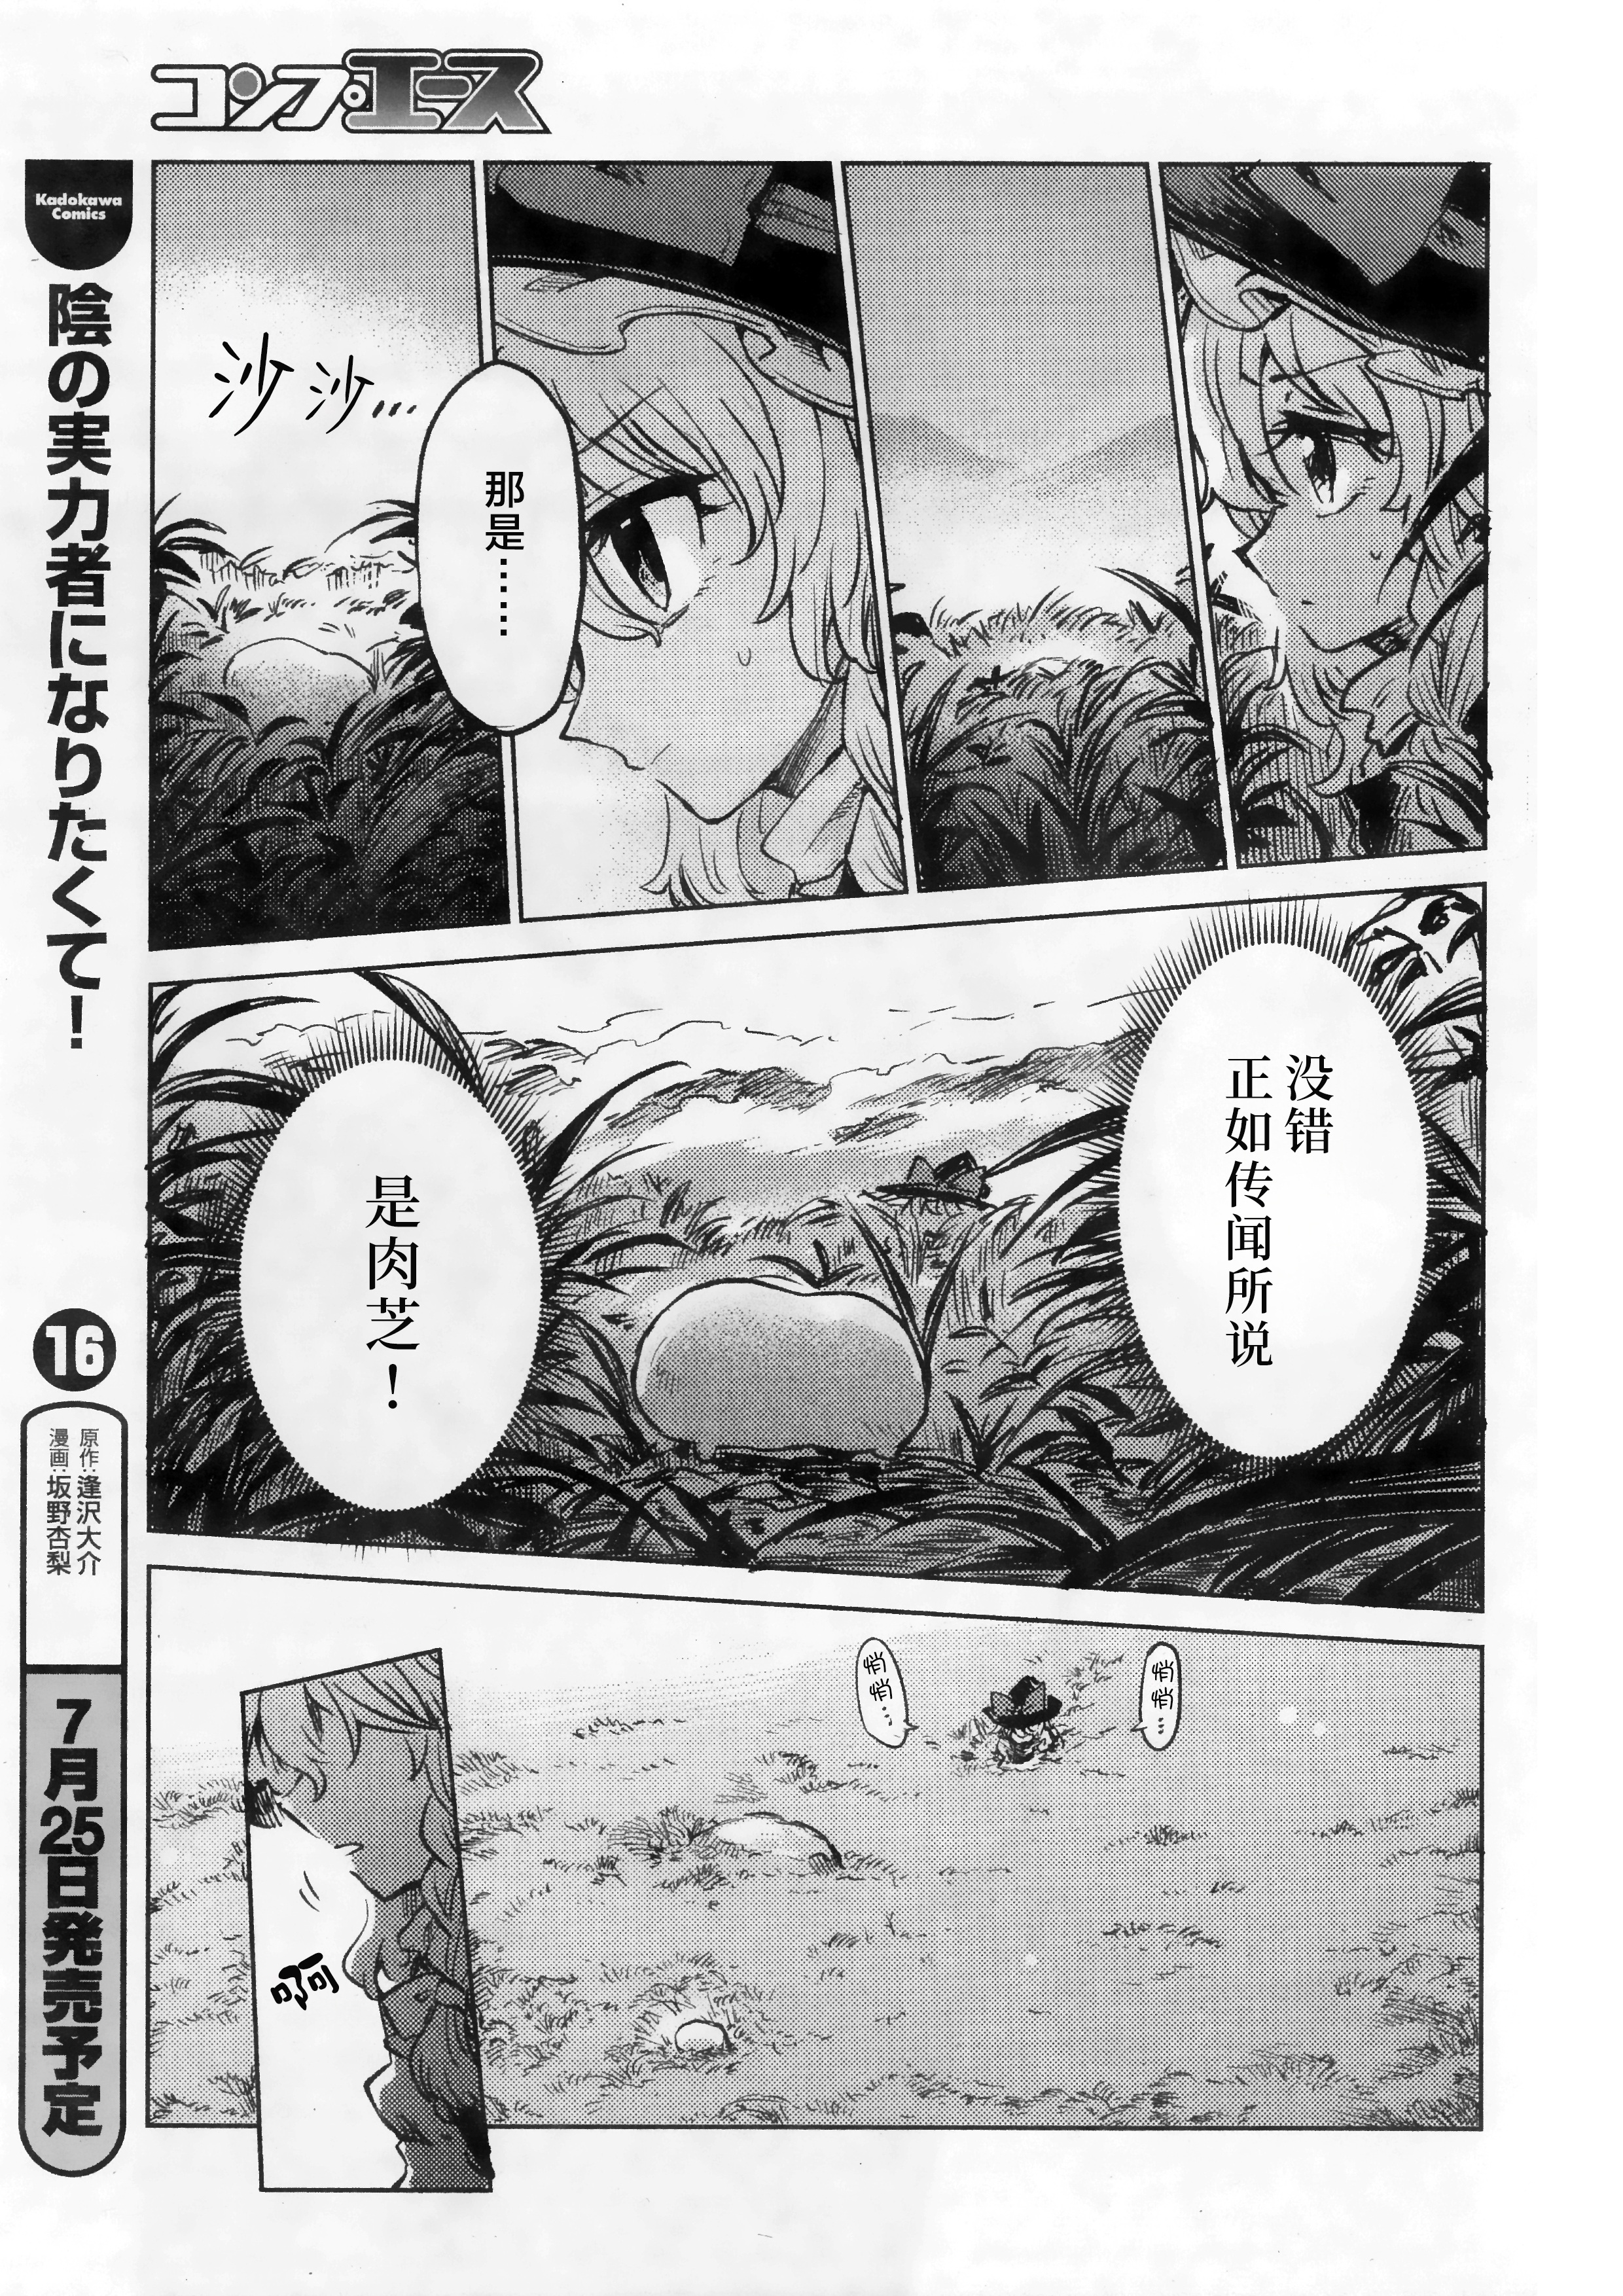 コンプ・エース
Kadokawa
Comics
陰の実力者になりたくて！
16
原作：逢沢大介
漫画：坂野杏梨
7月25日発売予定
那是……
沙沙…
没错
正如传闻所说
是肉芝！
悄悄…
悄悄…
啊